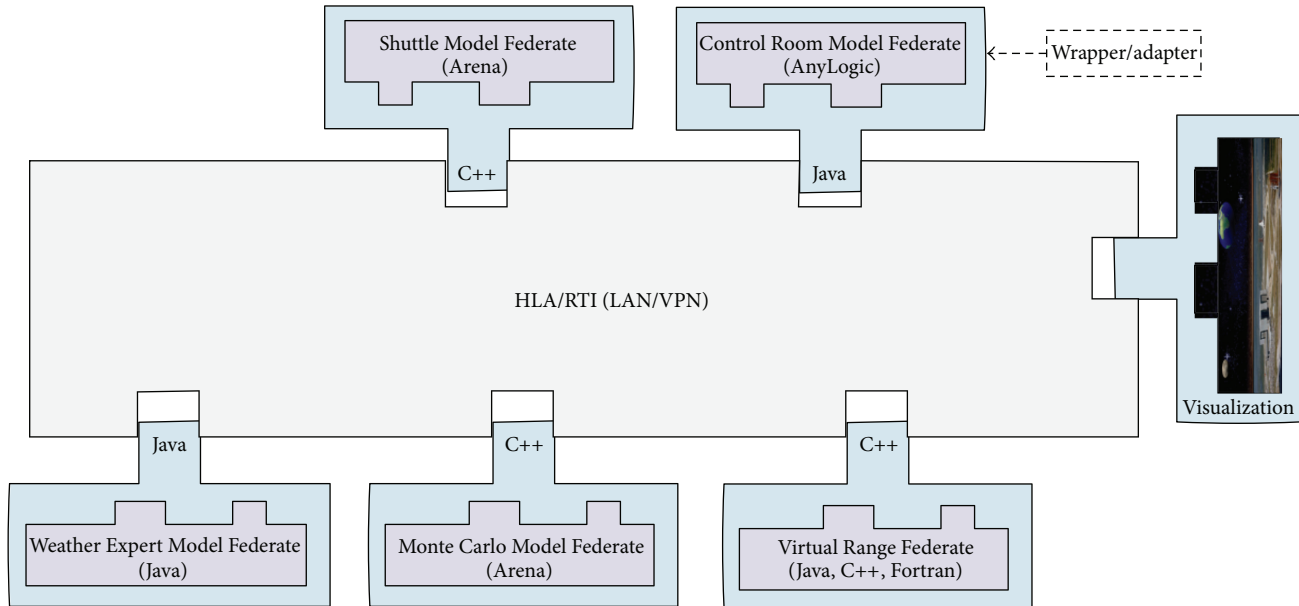 Shuttle Model Federate
(Arena)
Control Room Model Federate
(AnyLogic)
Wrapper/adapter
C++
Java
HLA/RTI (LAN/VPN)
Visualization
Java
C++
C++
Weather Expert Model Federate
(Java)
Monte Carlo Model Federate
(Arena)
Virtual Range Federate
(Java, C++, Fortran)